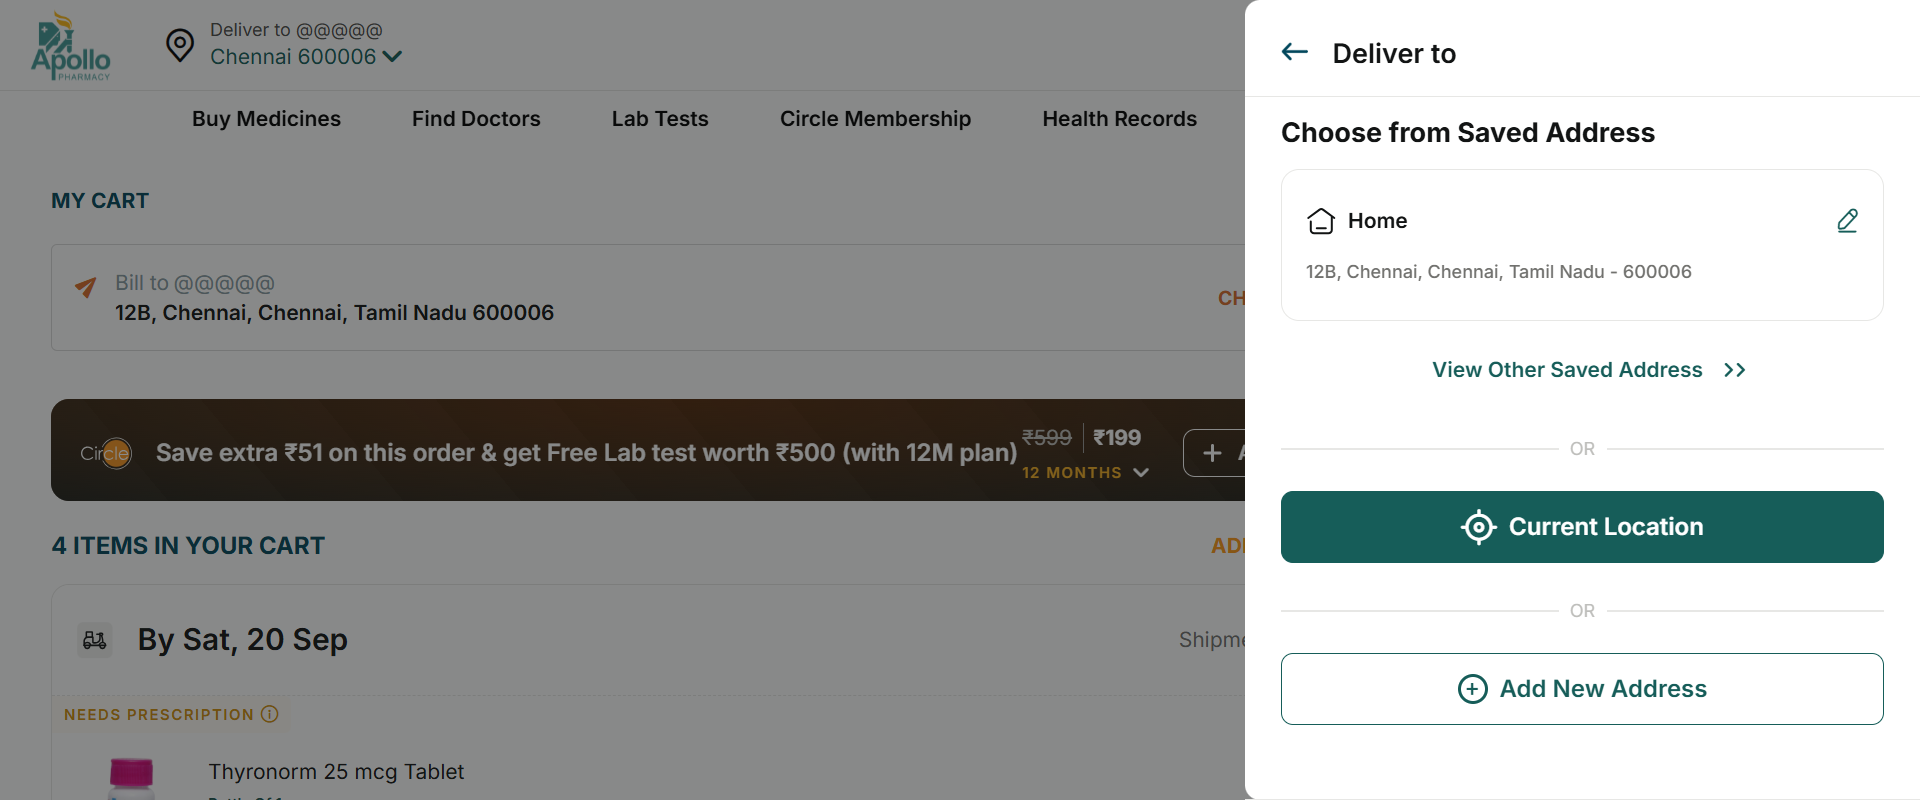 Apollo
PHARMACY
Deliver to @@@@@
Chennai 600006
Buy Medicines
Find Doctors
Lab Tests
Circle Membership
Health Records
MY CART
Bill to @@@@@
12B, Chennai, Chennai, Tamil Nadu 600006
CH
Circle
Save extra ₹51 on this order & get Free Lab test worth ₹500 (with 12M plan)
₹599 ₹199
12 MONTHS
4 ITEMS IN YOUR CART
By Sat, 20 Sep
NEEDS PRESCRIPTION
Thyronorm 25 mcg Tablet
Deliver to
Choose from Saved Address
Home
12B, Chennai, Chennai, Tamil Nadu - 600006
View Other Saved Address
OR
Current Location
OR
Add New Address